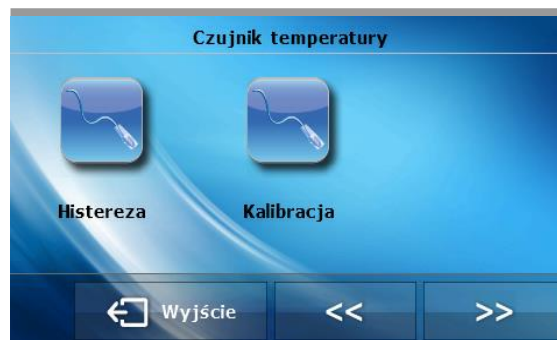 Czujnik temperatury
Histereza Kalibracja
Wyjście << >>